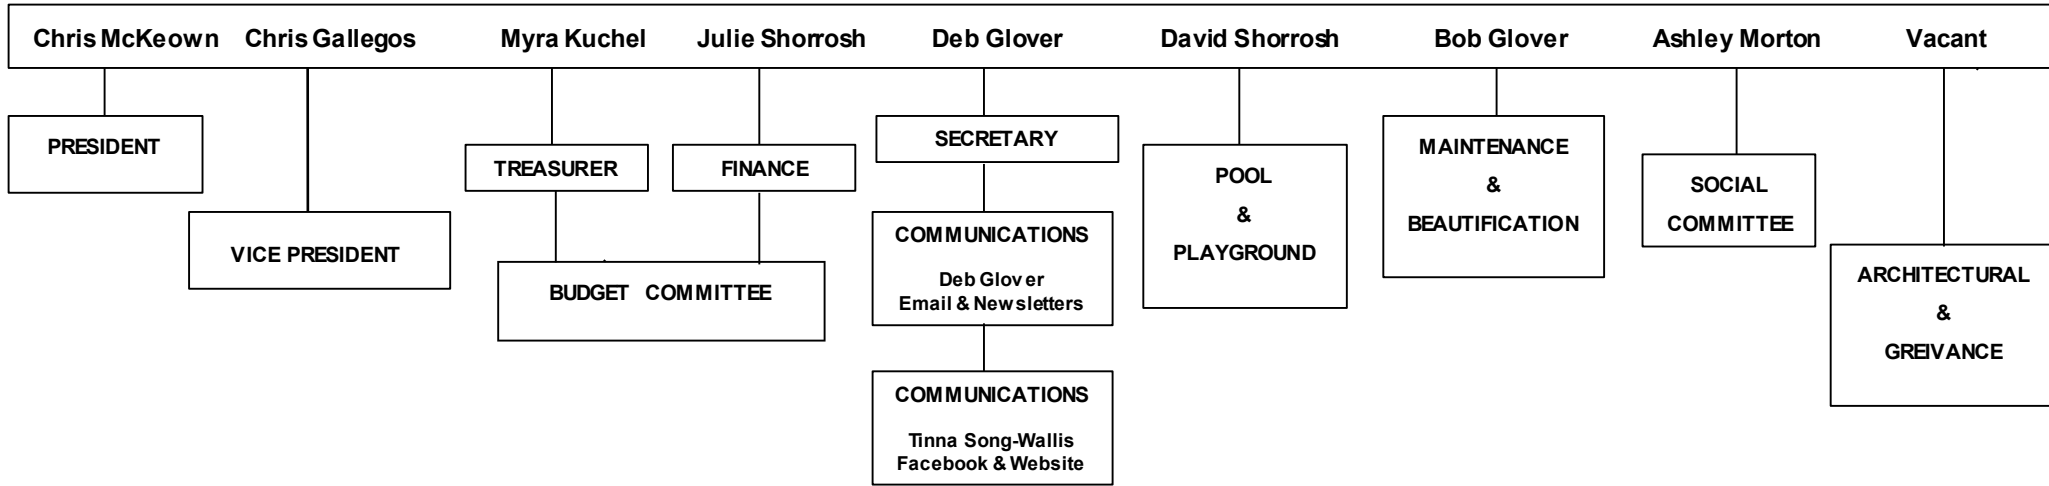 Chris McKeown Chris Gallegos Myra Kuchel Julie Shorrosh Deb Glover David Shorrosh Bob Glover Ashley Morton Vacant
PRESIDENT
VICE PRESIDENT
TREASURER
FINANCE
BUDGET COMMITTEE
SECRETARY
COMMUNICATIONS
Deb Glover
Email & Newsletters
COMMUNICATIONS
Tinna Song-Wallis
Facebook & Website
POOL
&
PLAYGROUND
MAINTENANCE
&
BEAUTIFICATION
SOCIAL
COMMITTEE
ARCHITECTURAL
&
GREIVANCE